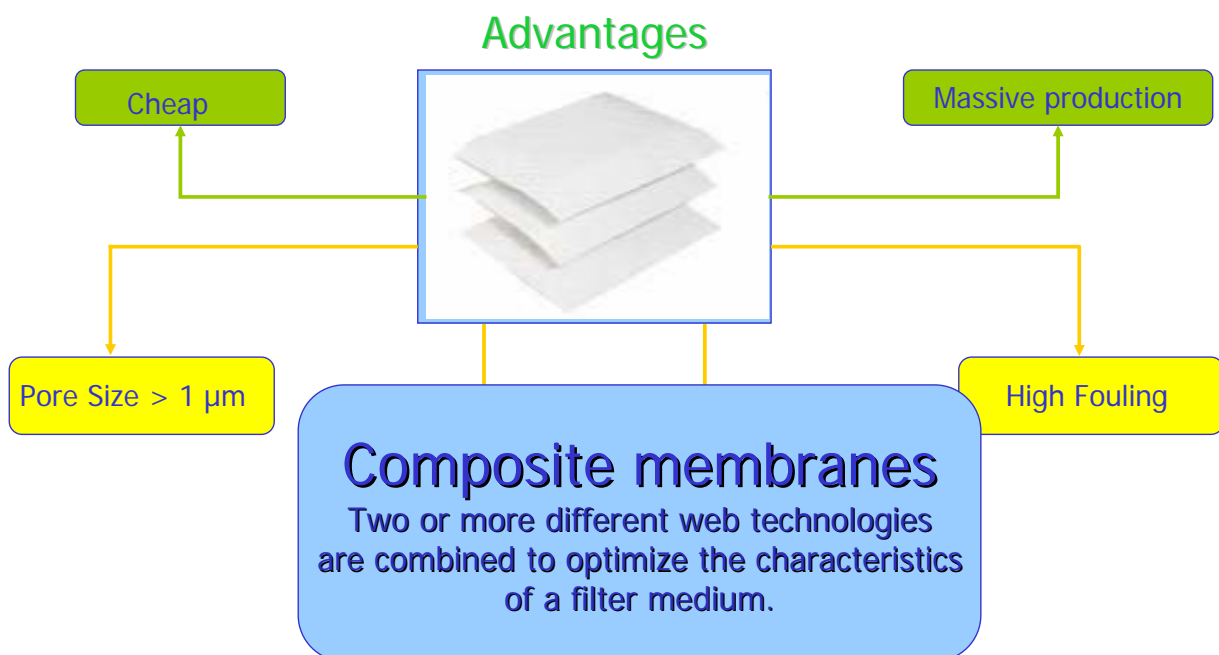 Advantages
Cheap
Massive production
Pore Size > 1 µm
High Fouling
Composite membranes
Two or more different web technologies
are combined to optimize the characteristics
of a filter medium.